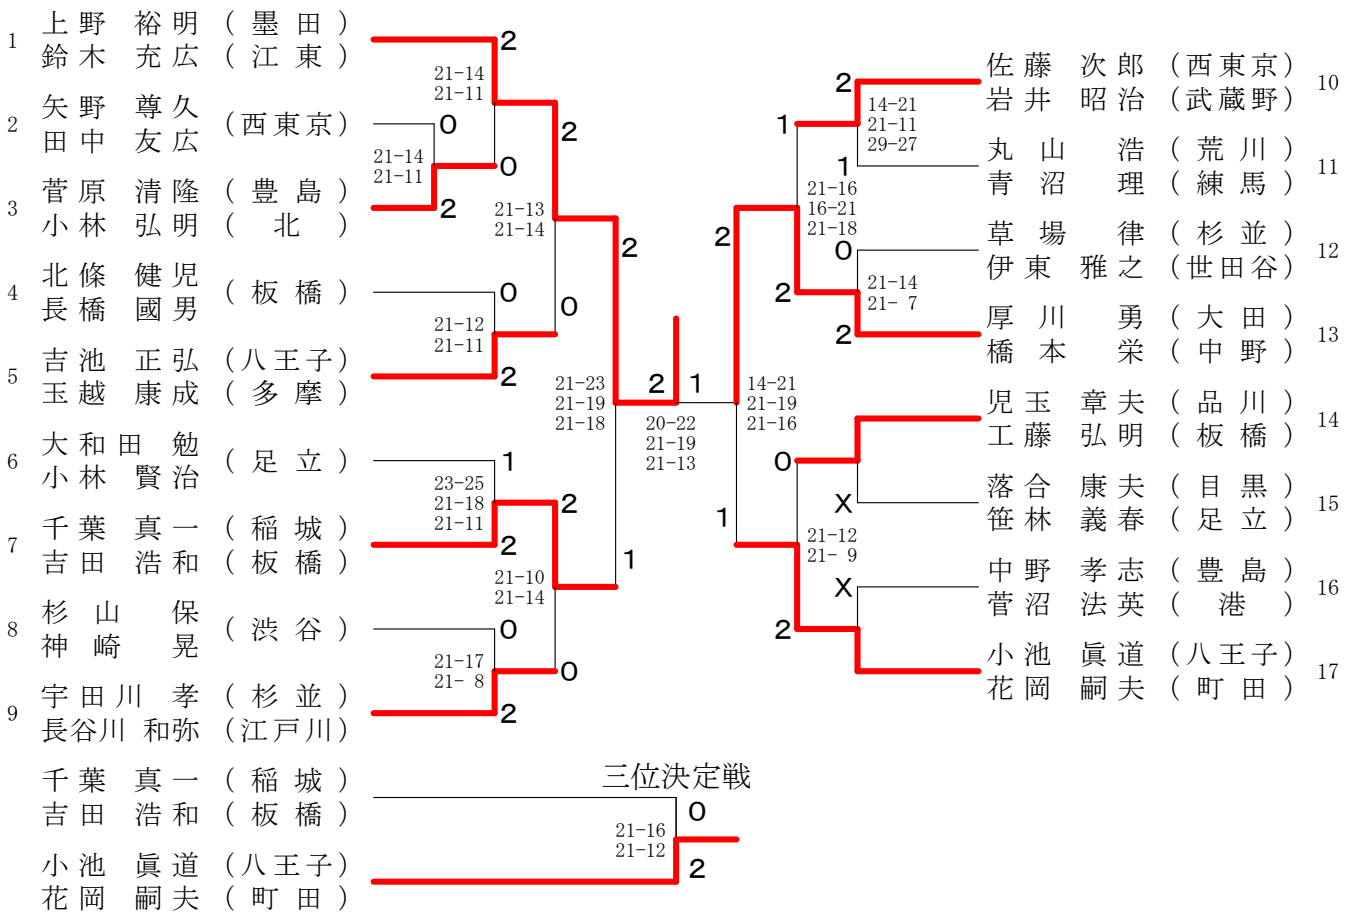 1 上野 裕明 (墨田)
鈴木 充広 (江東)
2 矢野 尊久
田中 友広 (西東京)
3 菅原 清隆 (豊島)
小林 弘明 (北)
4 北條 健児
長橋 國男 (板橋)
5 吉池 正弘 (八王子)
玉越 康成 (多摩)
6 大和田 勉
小林 賢治 (足立)
7 千葉 真一 (稲城)
吉田 浩和 (板橋)
8 杉山 保
神崎 晃 (渋谷)
9 宇田川 孝 (杉並)
長谷川 和弥 (江戸川)
2
21-14
21-11
0
0
21-14
21-11
2
2
21-13
21-14
0
0
21-12
21-11
2
2
21-23
21-19
21-18
1
1
23-25
21-18
21-11
2
2
21-10
21-14
0
0
21-17
21- 8
2
2 1
20-22
21-19
21-13
佐藤 次郎 (西東京) 10
岩井 昭治 (武蔵野)
丸山 浩 (荒川) 11
青沼 理 (練馬)
草場 律 (杉並) 12
伊東 雅之 (世田谷)
厚川 勇 (大田) 13
橋本 栄 (中野)
児玉 章夫 (品川) 14
工藤 弘明 (板橋)
落合 康夫 (目黒) 15
笹林 義春 (足立)
中野 孝志 (豊島) 16
菅沼 法英 (港)
小池 眞道 (八王子) 17
花岡 嗣夫 (町田)
2
14-21
21-11
29-27
1
1
21-16
16-21
21-18
0
21-14
21- 7
2
2
2
14-21
21-19
21-16
1
0
X
21-12
21- 9
X
2
三位決定戦
千葉 真一 (稲城)
吉田 浩和 (板橋)
0
21-16
21-12
2
小池 眞道 (八王子)
花岡 嗣夫 (町田)